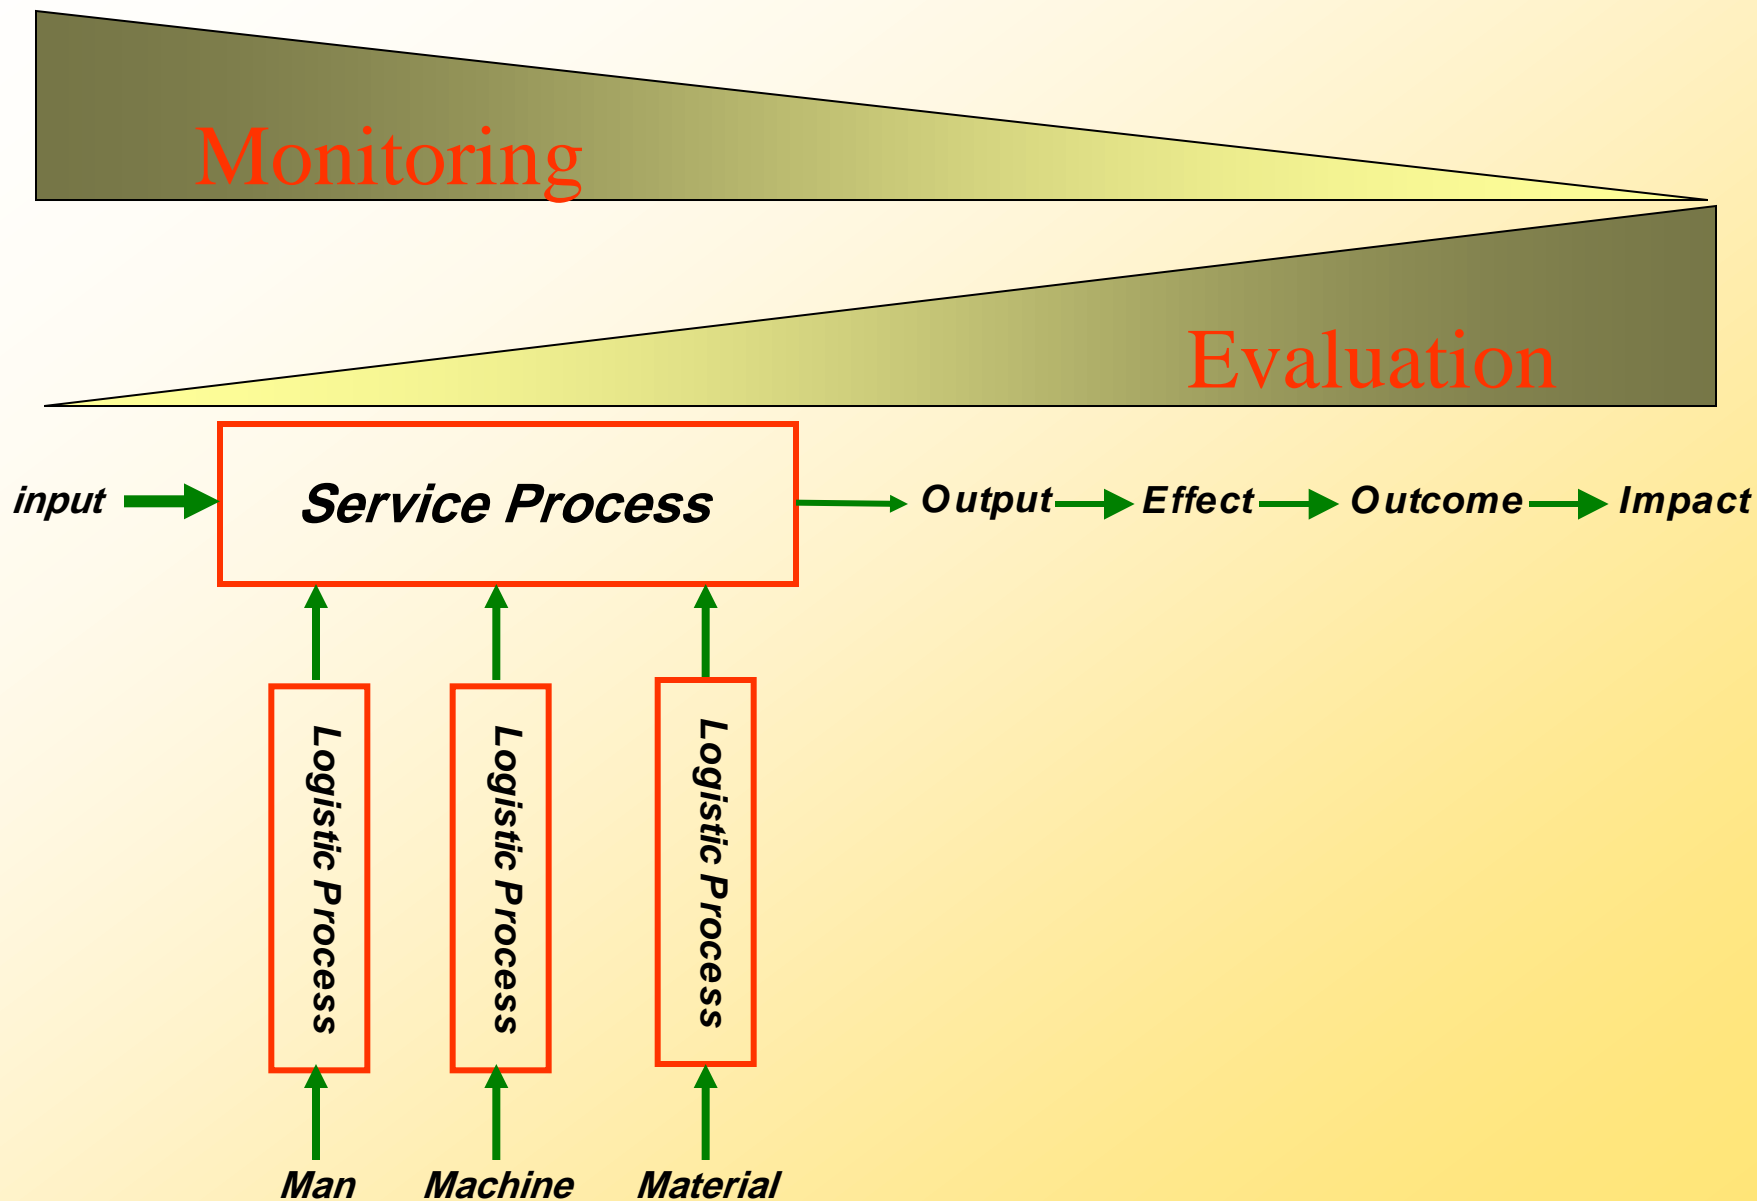 Monitoring
Evaluation
input
Service Process
Output
Effect
Outcome
Impact
Logistic Process
Logistic Process
Logistic Process
Man
Machine
Material